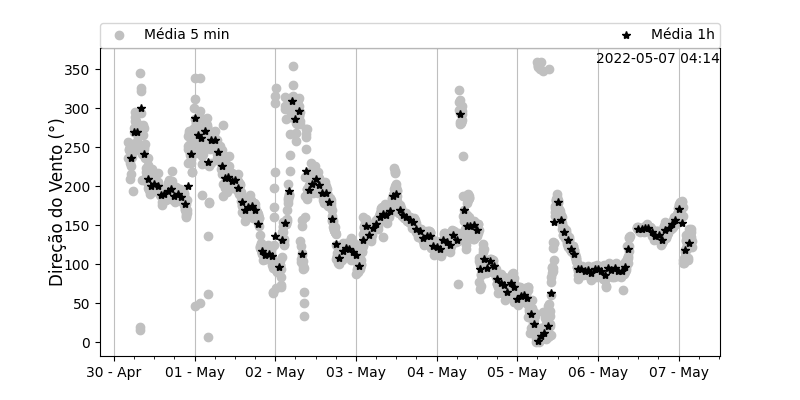 Média 5 min
Média 1h
2022-05-07 04:14
Direção do Vento (°)
350
300
250
200
150
100
50
0
30 - Apr
01 - May
02 - May
03 - May
04 - May
05 - May
06 - May
07 - May